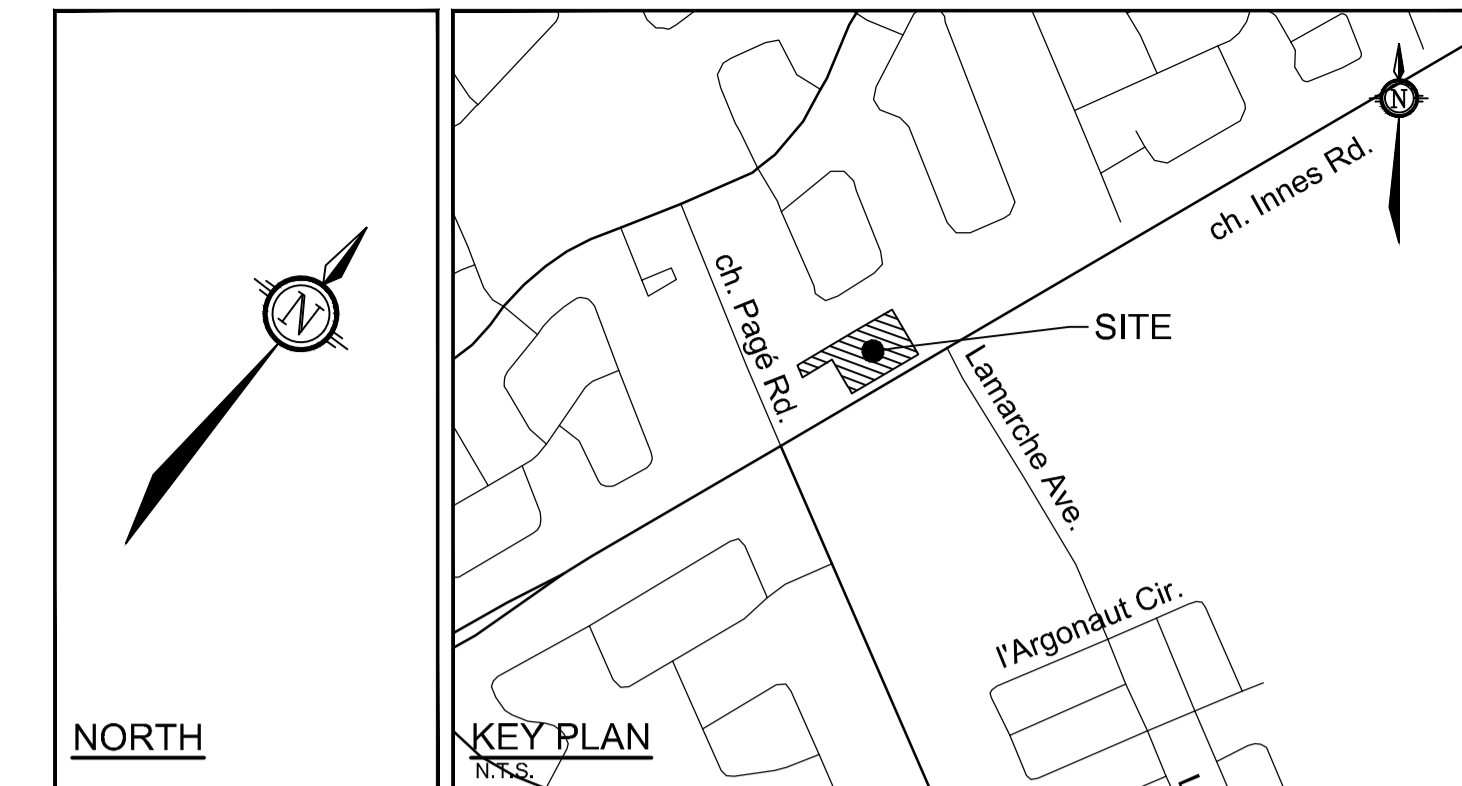 N
NORTH
N
ch. Innes Rd.
ch. Pagé Rd.
SITE
Lamarche Ave.
l'Argonaut Cir.
KEY PLAN
N.T.S.